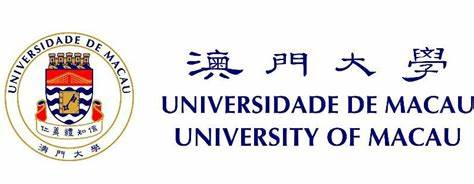 UNIVERSIDADE DE MACAU
仁義禮知信
澳門大學
澳門大學
UNIVERSIDADE DE MACAU
UNIVERSITY OF MACAU